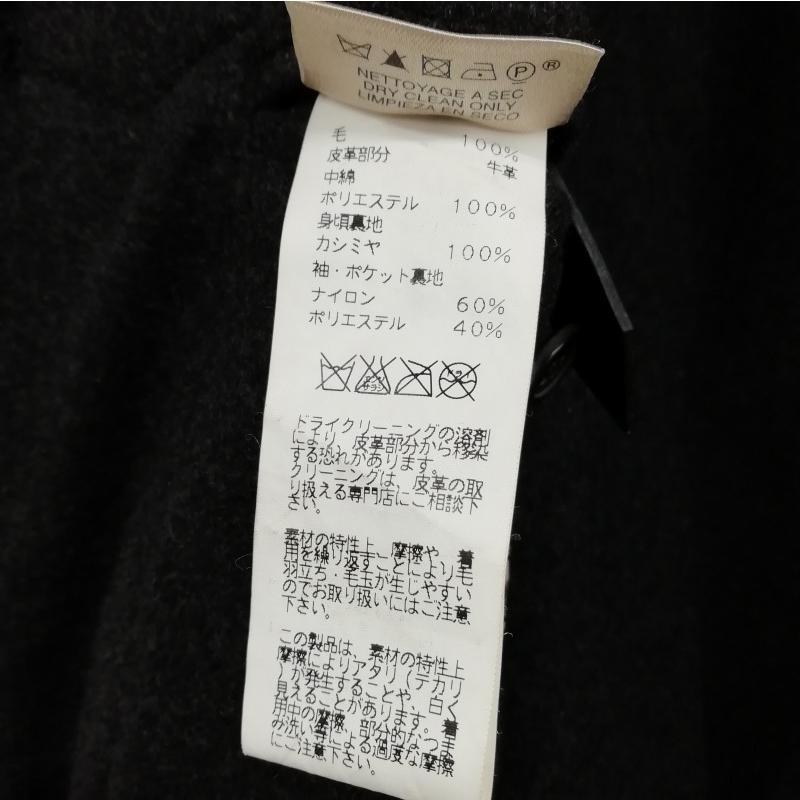 P ®
NETTOYAGE A SEC
DRY CLEAN ONLY
LIMPIEZA EN SECO
毛 100%
皮革部分 牛革
中綿
ポリエステル 100%
身頃裏地
カシミヤ 100%
袖・ポケット裏地
ナイロン 60%
ポリエステル 40%
エンソ サラシ ドライ
ドライクリーニングの溶剤
により、皮革部分から移染
する恐れがあります。
クリーニングは、皮革の取
り扱える専門店にご相談下
さい。
素材の特性上、摩擦や、着
用を繰り返すことにより毛
羽立ち・毛玉が生じやすい
のでお取り扱いにはご注意
下さい。
この製品は、素材の特性上
摩擦によりアタリ(テカリ
)が発生することや、白く
見えることがあります。着
用中の摩擦、部分的なつま
み洗い等による過度な摩擦
にご注意下さい。